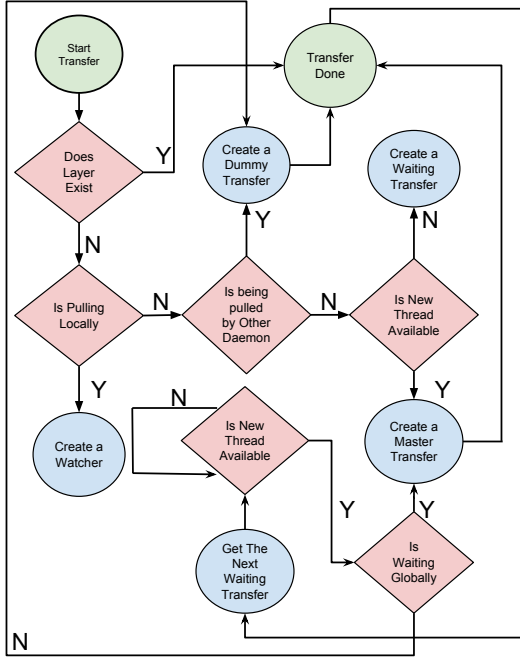 Start
Transfer
Transfer
Done
Does
Layer
Exist
Y
Create a
Dummy
Transfer
Create a
Waiting
Transfer
N
Y
N
Is Pulling
Locally
N
Is being
pulled
by Other
Daemon
N
Is New
Thread
Available
Y
Y
Create a
Watcher
N
Is New
Thread
Available
Create a
Master
Transfer
Y
Y
Get The
Next
Waiting
Transfer
Is
Waiting
Globally
N